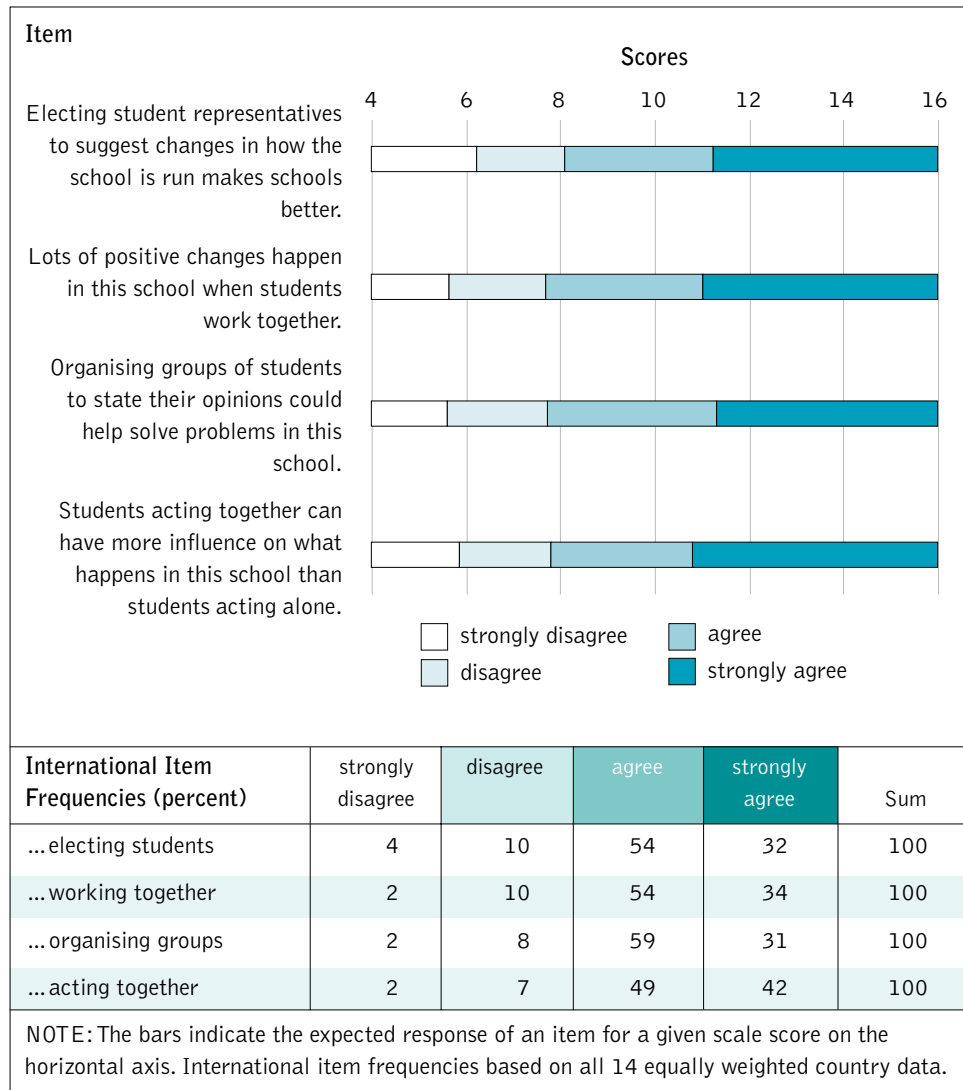 Item
Scores
4 6 8 10 12 14 16
Electing student representatives
to suggest changes in how the
school is run makes schools
better.
Lots of positive changes happen
in this school when students
work together.
Organising groups of students
to state their opinions could
help solve problems in this
school.
Students acting together can
have more influence on what
happens in this school than
students acting alone.
strongly disagree agree
disagree strongly agree
International Item strongly disagree agree strongly
Frequencies (percent) disagree agree Sum
...electing students 4 10 54 32 100
...working together 2 10 54 34 100
...organising groups 2 8 59 31 100
...acting together 2 7 49 42 100
NOTE: The bars indicate the expected response of an item for a given scale score on the
horizontal axis. International item frequencies based on all 14 equally weighted country data.